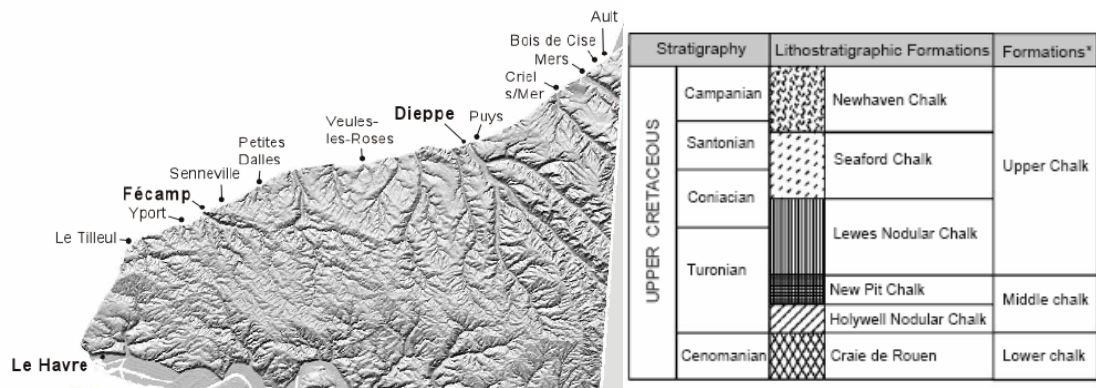 Ault
Bois de Cise
Mers
Criel
s/Mer
Dieppe
Puys
Veules-
les-Roses
Petites
Dalles
Senneville
Fécamp
Yport
Le Tilleul
Le Havre
Stratigraphy Lithostratigraphic Formations Formations*
UPPER CRETACEOUS
Campanian
Santonian
Coniacian
Turonian
Cenomanian
Newhaven Chalk
Seaford Chalk
Lewes Nodular Chalk
New Pit Chalk
Holywell Nodular Chalk
Craie de Rouen
Upper Chalk
Middle chalk
Lower chalk